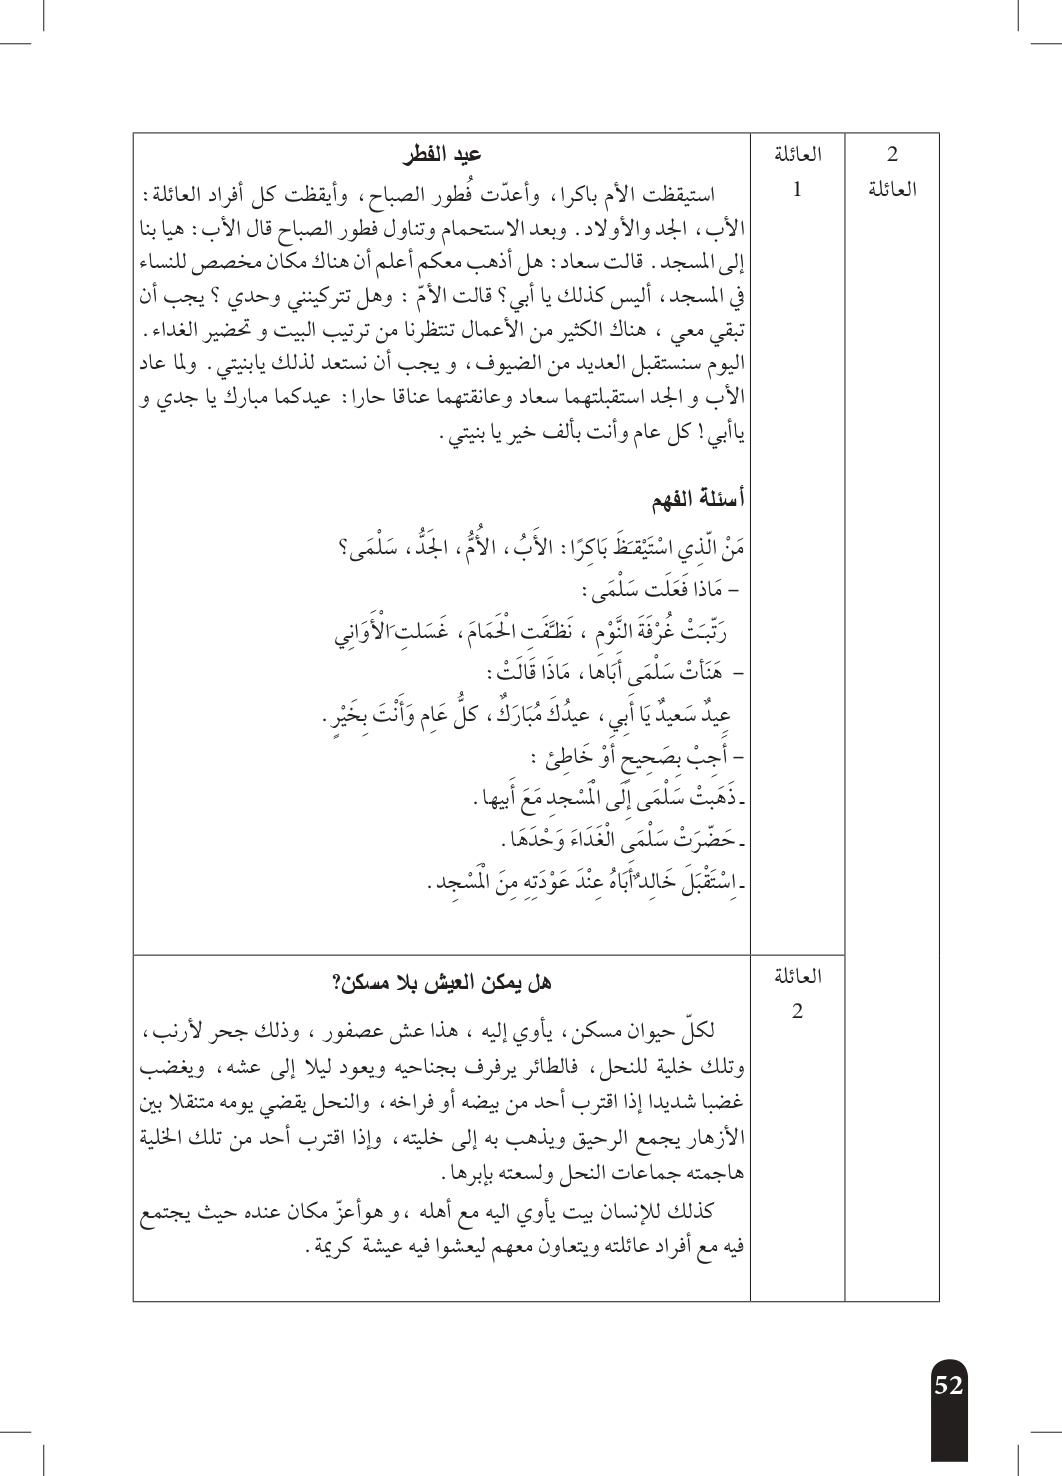 2
العائلة
العائلة
1
عيد الفطر
استيقظت الأم باكرا، وأعدّت فُطور الصباح، وأيقظت كل أفراد العائلة:
الأب، الجد والأولاد. وبعد الاستحمام وتناول فطور الصباح قال الأب: هيا بنا
إلى المسجد. قالت سعاد: هل أذهب معكم أعلم أن هناك مكان مخصص للنساء
في المسجد، أليس كذلك يا أبي؟ قالت الأمّ : وهل تتركينني وحدي ؟ يجب أن
تبقي معي ، هناك الكثير من الأعمال تنتظرنا من ترتيب البيت و تحضير الغداء.
اليوم سنستقبل العديد من الضيوف، و يجب أن نستعد لذلك يابنيتي. ولما عاد
الأب و الجد استقبلتهما سعاد وعانقتهما عناقا حارا: عيدكما مبارك يا جدي و
ياأبي! كل عام وأنت بألف خير يا بنيتي.
أسئلة الفهم
مَنْ الّذِي اسْتَيْقَظَ بَاكِرًا: الأَبُ، الأُمُّ، الجَدُّ، سَلْمَى؟
– مَاذا فَعَلَت سَلْمَى:
رَتّبَتْ غُرْفَةَ النَّوْمِ ، نَظَّفَتِ الْحَمَامَ، غَسَلتِ َالْأَوَانِي
– هَنَأتْ سَلْمَى أَبَاهَا، مَاذَا قَالَتْ:
عِيدٌ سَعيدٌ يَا أَبِي، عيدُكَ مُبَارَكٌ، كلُّ عَامٍ وَأَنْتَ بِخَيْرٍ.
– أَجِبْ بِصَحِيحٍ أوْ خَاطِئ :
ـ ذَهَبتْ سَلْمَى إِلَى الْمَسْجدِ مَعَ أَبيها.
ـ حَضّرَتْ سَلْمَى الْغَدَاءَ وَحْدَهَا.
ـ اِسْتَقْبَلَ خَالِد ٌأَبَاهُ عِنْدَ عَوْدَتِهِ مِنَ الْمَسْجِد.
العائلة
2
هل يمكن العيش بلا مسكن؟
لكلّ حيوان مسكن، يأوي إليه ، هذا عش عصفور ، وذلك جحر لأرنب،
وتلك خلية للنحل، فالطائر يرفرف بجناحيه ويعود ليلا إلى عشه، ويغضب
غضبا شديدا إذا اقترب أحد من بيضه أو فراخه، والنحل يقضي يومه متنقلا بين
الأزهار يجمع الرحيق ويذهب به إلى خليته، وإذا اقترب أحد من تلك الخلية
هاجمته جماعات النحل ولسعته بإبرها.
كذلك للإنسان بيت يأوي اليه مع أهله ،و هوأعزّ مكان عنده حيث يجتمع
فيه مع أفراد عائلته ويتعاون معهم ليعشوا فيه عيشة كريمة.
52